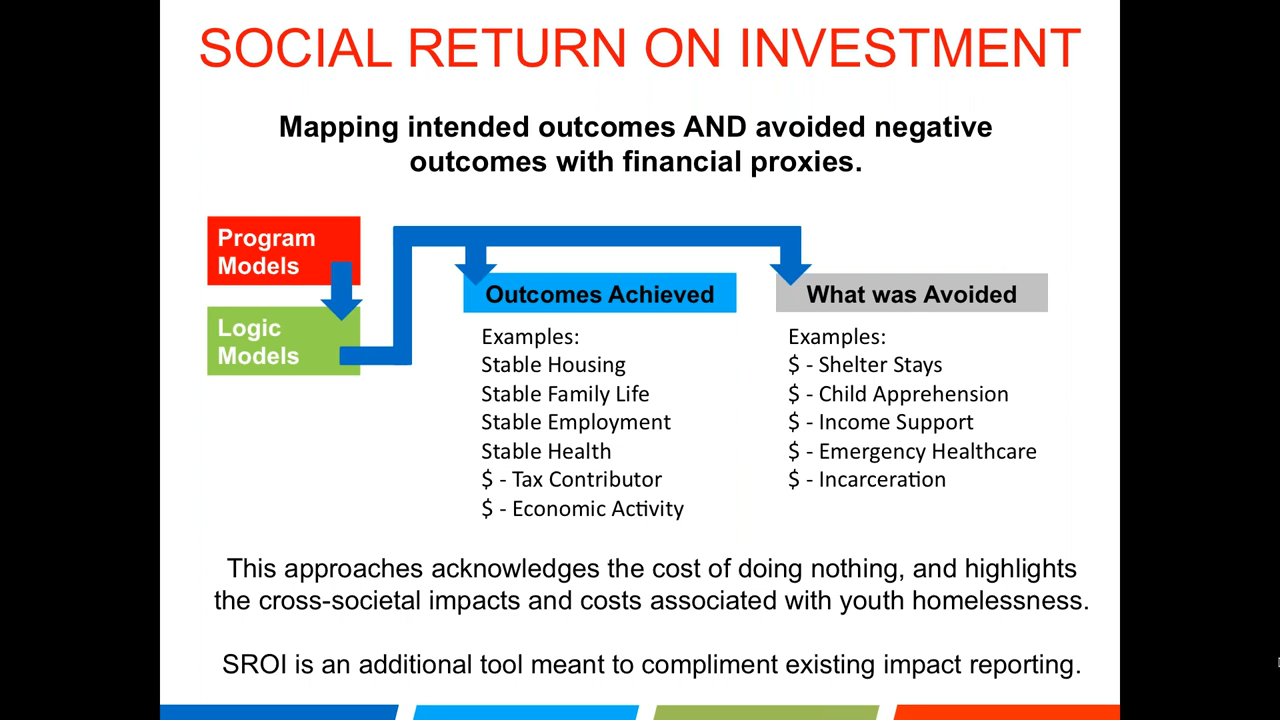 SOCIAL RETURN ON INVESTMENT
Mapping intended outcomes AND avoided negative
outcomes with financial proxies.
Program
Models
Logic
Models
Outcomes Achieved
Examples:
Stable Housing
Stable Family Life
Stable Employment
Stable Health
$ - Tax Contributor
$ - Economic Activity
What was Avoided
Examples:
$ - Shelter Stays
$ - Child Apprehension
$ - Income Support
$ - Emergency Healthcare
$ - Incarceration
This approaches acknowledges the cost of doing nothing, and highlights
the cross-societal impacts and costs associated with youth homelessness.
SROI is an additional tool meant to compliment existing impact reporting.